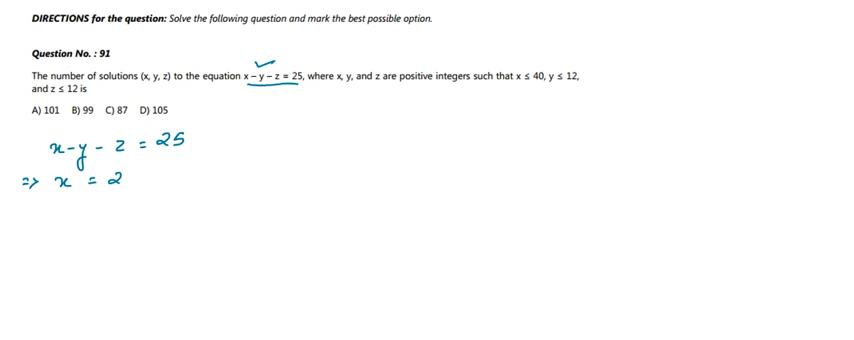 DIRECTIONS for the question: Solve the following question and mark the best possible option.
Question No. : 91
The number of solutions (x, y, z) to the equation x – y – z = 25, where x, y, and z are positive integers such that x ≤ 40, y ≤ 12,
and z ≤ 12 is
A) 101 B) 99 C) 87 D) 105
x - y - z = 25
=> x = 2